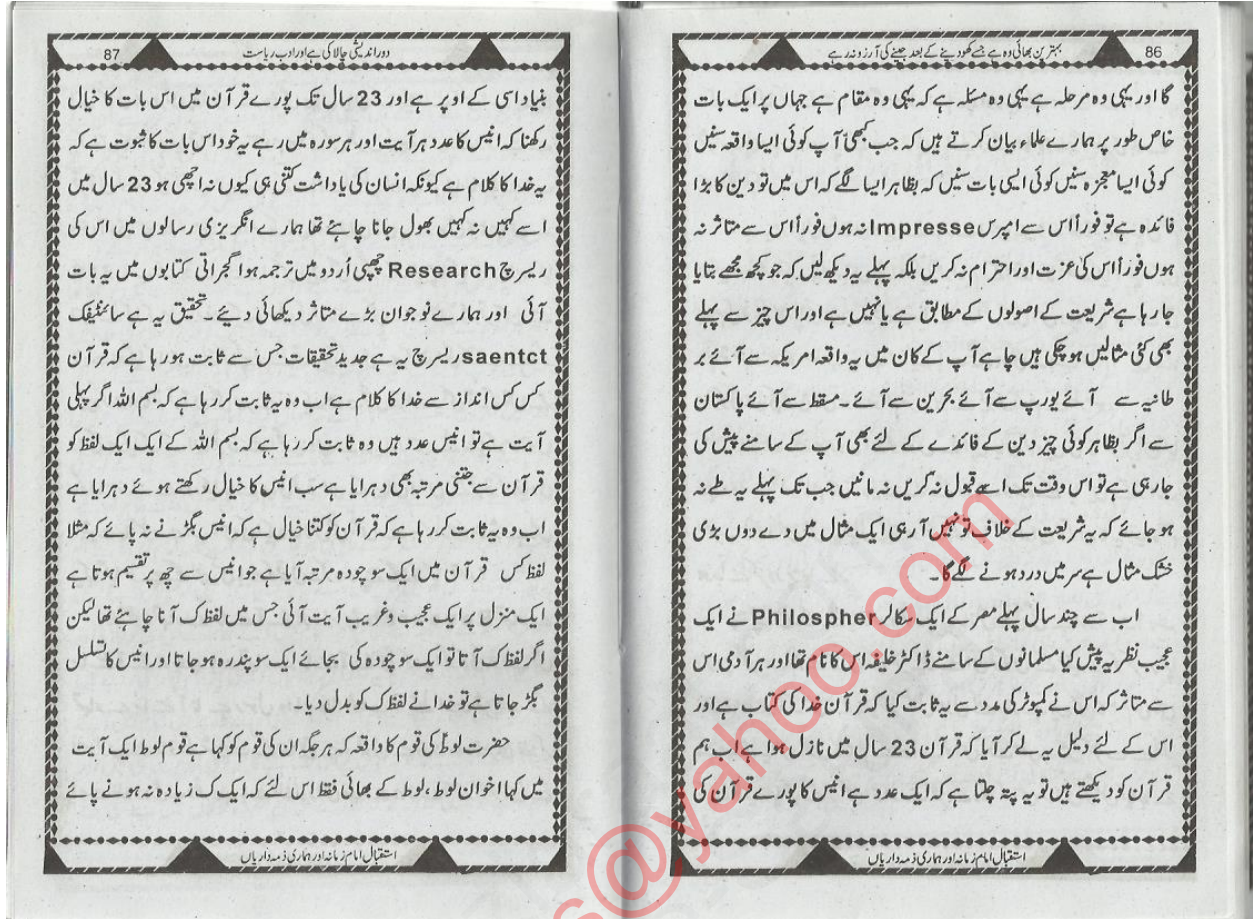 86
بہترین بھائی وہ ہے جسے کھو دینے کے بعد جینے کی آرزو نہ رہے
گا اور یہی وہ مرحلہ ہے یہی وہ مسئلہ ہے کہ یہی وہ مقام ہے جہاں پر ایک بات
خاص طور پر ہمارے علماء بیان کرتے ہیں کہ جب کبھی آپ کوئی ایسا واقعہ سنیں
کوئی ایسا معجزہ سنیں کوئی ایسی بات سنیں کہ بظاہر ایسا لگے کہ اس میں تو دین کا بڑا
فائدہ ہے تو فوراً اس سے امپرس Impresse نہ ہوں فوراً اس سے متاثر نہ
ہوں فوراً اس کی عزت اور احترام نہ کریں بلکہ پہلے یہ دیکھ لیں کہ جو کچھ مجھے بتایا
جا رہا ہے شریعت کے اصولوں کے مطابق ہے یا نہیں ہے اور اس چیز سے پہلے
بھی کئی مثالیں ہو چکی ہیں چاہے آپ کے کان میں یہ واقعہ امریکہ سے آئے بر
طانیہ سے آئے یورپ سے آئے بحرین سے آئے۔ مسقط سے آئے پاکستان
سے اگر بظاہر کوئی چیز دین کے فائدے کے لئے بھی آپ کے سامنے پیش کی
جا رہی ہے تو اس وقت تک اسے قبول نہ کریں نہ مانیں جب تک پہلے یہ طے نہ
ہو جائے کہ یہ شریعت کے خلاف تو نہیں آ رہی ایک مثال میں دے دوں بڑی
خشک مثال ہے سر میں درد ہونے لگے گا۔
اب سے چند سال پہلے مصر کے ایک سکالر Philospher نے ایک
عجیب نظریہ پیش کیا مسلمانوں کے سامنے ڈاکٹر خلیفہ اس کا نام تھا اور ہر آدمی اس
سے متاثر کہ اس نے کمپوٹر کی مدد سے یہ ثابت کیا کہ قرآن خدا کی کتاب ہے اور
اس کے لئے دلیل یہ لے کر آیا کہ قرآن 23 سال میں نازل ہوا ہے اب ہم
قرآن کو دیکھتے ہیں تو یہ پتہ چلتا ہے کہ ایک عدد ہے انیس کا پورے قرآن کی
استقبال امام زمانہ اور ہماری ذمہ داریاں
87
دور اندیشی چالاکی ہے اور ادب ریاست
بنیاد اسی کے اوپر ہے اور 23 سال تک پورے قرآن میں اس بات کا خیال
رکھنا کہ انیس کا عدد ہر آیت اور ہر سورہ میں رہے یہ خود اس بات کا ثبوت ہے کہ
یہ خدا کا کلام ہے کیونکہ انسان کی یاداشت کتنی ہی کیوں نہ اچھی ہو 23 سال میں
اسے کہیں نہ کہیں بھول جانا چاہئے تھا ہمارے انگریزی رسالوں میں اس کی
ریسرچ Research چھپی اُردو میں ترجمہ ہوا گجراتی کتابوں میں یہ بات
آئی اور ہمارے نوجوان بڑے متاثر دیکھائی دیے۔ تحقیق یہ ہے سائنٹیفک
saentct ریسرچ یہ ہے جدید تحقیقات جس سے ثابت ہو رہا ہے کہ قرآن
کس کس انداز سے خدا کا کلام ہے اب وہ یہ ثابت کر رہا ہے کہ بسم اللہ اگر پہلی
آیت ہے تو انیس عدد ہیں وہ ثابت کر رہا ہے کہ بسم اللہ کے ایک ایک لفظ کو
قرآن سے جتنی مرتبہ بھی دہرایا ہے سب انیس کا خیال رکھتے ہوئے دہرایا ہے
اب وہ یہ ثابت کر رہا ہے کہ قرآن کو کتنا خیال ہے کہ انیس بگڑنے نہ پائے کہ مثلا
لفظ کس قرآن میں ایک سو چودہ مرتبہ آیا ہے جو انیس سے چھ پر تقسیم ہوتا ہے
ایک منزل پر ایک عجیب و غریب آیت آئی جس میں لفظ ک آنا چاہئے تھا لیکن
اگر لفظ ک آتا تو ایک سو چودہ کی بجائے ایک سو پندرہ ہو جاتا اور انیس کا تسلسل
بگڑ جاتا ہے تو خدا نے لفظ ک کو بدل دیا۔
حضرت لوطؑ کی قوم کا واقعہ کہ ہر جگہ ان کی قوم کو کہا ہے قوم لوط ایک آیت
میں کہا اخوان لوط، لوط کے بھائی فقط اس لئے کہ ایک ک زیادہ نہ ہونے پائے
استقبال امام زمانہ اور ہماری ذمہ داریاں
s@yahoo.com